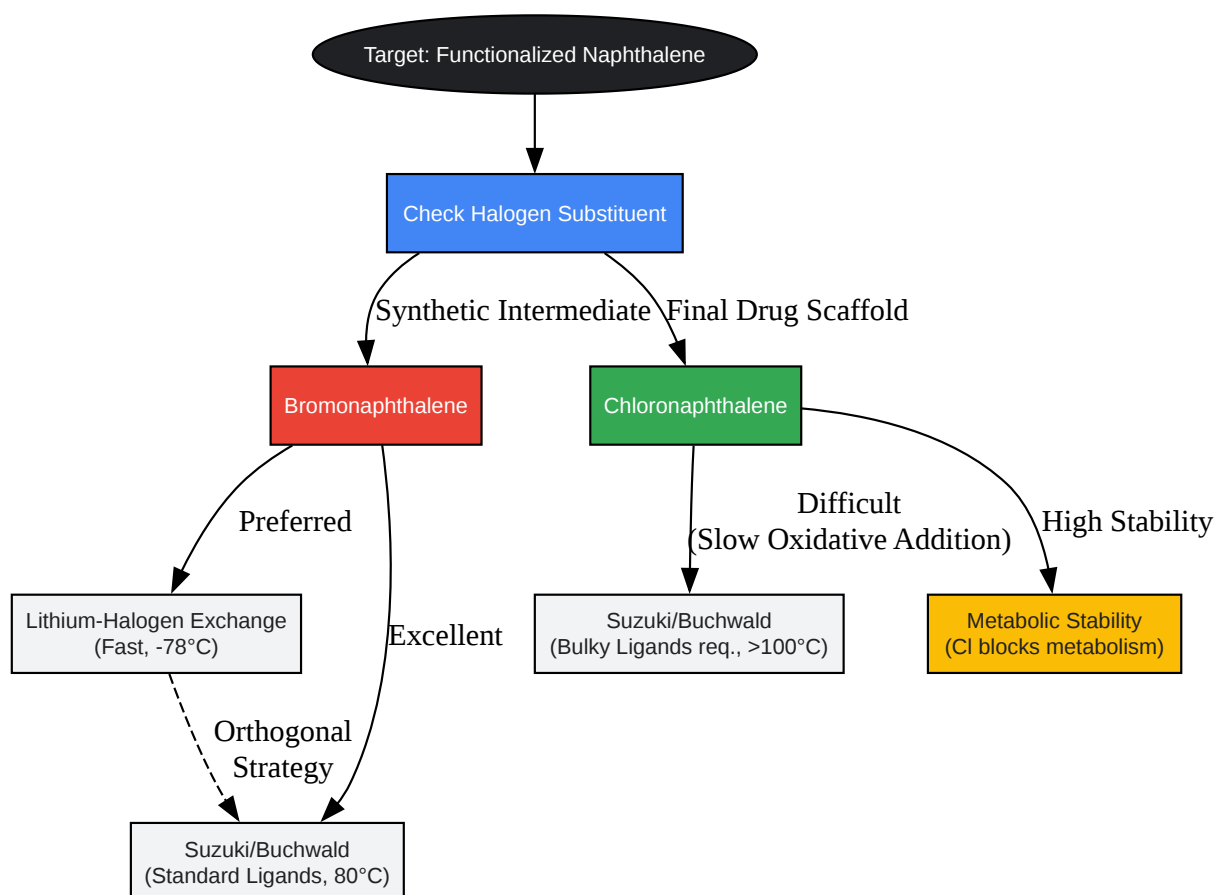 Target: Functionalized Naphthalene
Check Halogen Substituent
Synthetic Intermediate
Final Drug Scaffold
Bromonaphthalene
Chloronaphthalene
Preferred
Excellent
Difficult
(Slow Oxidative Addition)
High Stability
Lithium-Halogen Exchange
(Fast, -78°C)
Suzuki/Buchwald
(Bulky Ligands req., >100°C)
Metabolic Stability
(Cl blocks metabolism)
Orthogonal
Strategy
Suzuki/Buchwald
(Standard Ligands, 80°C)